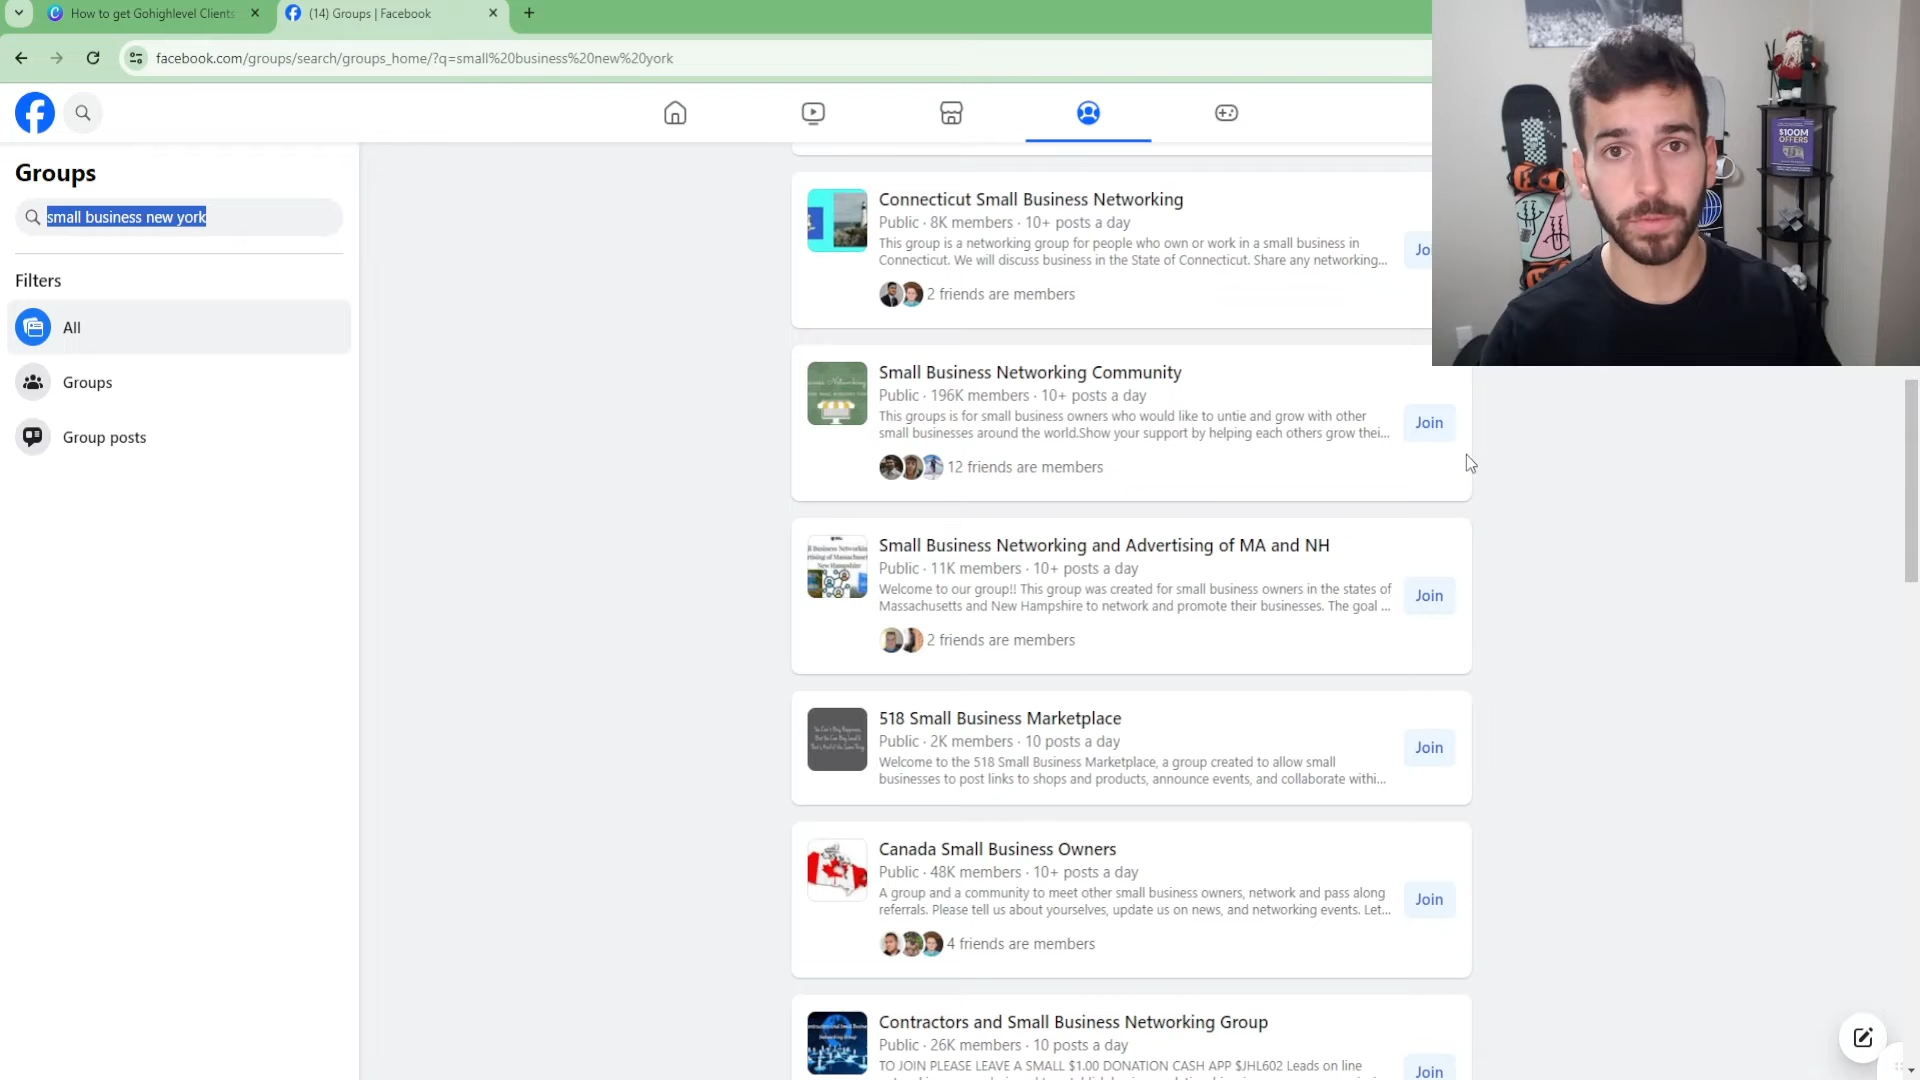 How to get Gohighlevel Clients
(14) Groups | Facebook
facebook.com/groups/search/groups_home/?q=small%20business%20new%20york
Groups
small business new york
Filters
All
Groups
Group posts
Connecticut Small Business Networking
Public · 8K members · 10+ posts a day
This group is a networking group for people who own or work in a small business in
Connecticut. We will discuss business in the State of Connecticut. Share any networking...
Jo
2 friends are members
Small Business Networking Community
Public · 196K members · 10+ posts a day
This groups is for small business owners who would like to untie and grow with other
small businesses around the world.Show your support by helping each others grow thei...
Join
12 friends are members
Small Business Networking and Advertising of MA and NH
Public · 11K members · 10+ posts a day
Welcome to our group!! This group was created for small business owners in the states of
Massachusetts and New Hampshire to network and promote their businesses. The goal ...
Join
2 friends are members
518 Small Business Marketplace
Public · 2K members · 10 posts a day
Welcome to the 518 Small Business Marketplace, a group created to allow small
businesses to post links to shops and products, announce events, and collaborate withi...
Join
Canada Small Business Owners
Public · 48K members · 10+ posts a day
A group and a community to meet other small business owners, network and pass along
referrals. Please tell us about yourselves, update us on news, and networking events. Let...
Join
4 friends are members
Contractors and Small Business Networking Group
Public · 26K members · 10 posts a day
TO JOIN PLEASE LEAVE A SMALL $1.00 DONATION CASH APP $JHL602 Leads on line
Join
$100M
OFFERS